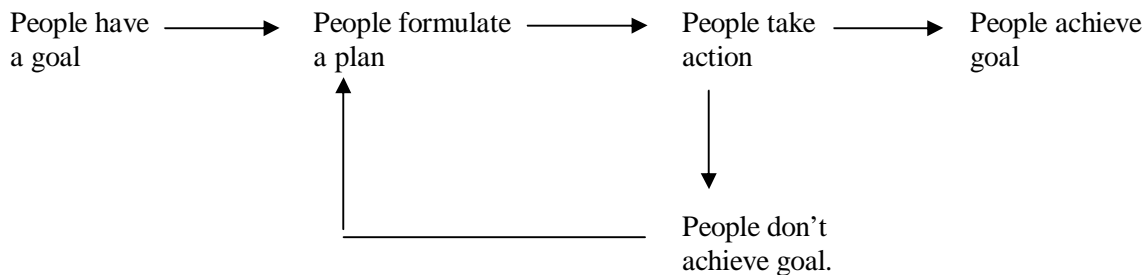 People have
a goal
People formulate
a plan
People take
action
People achieve
goal
People don’t
achieve goal.